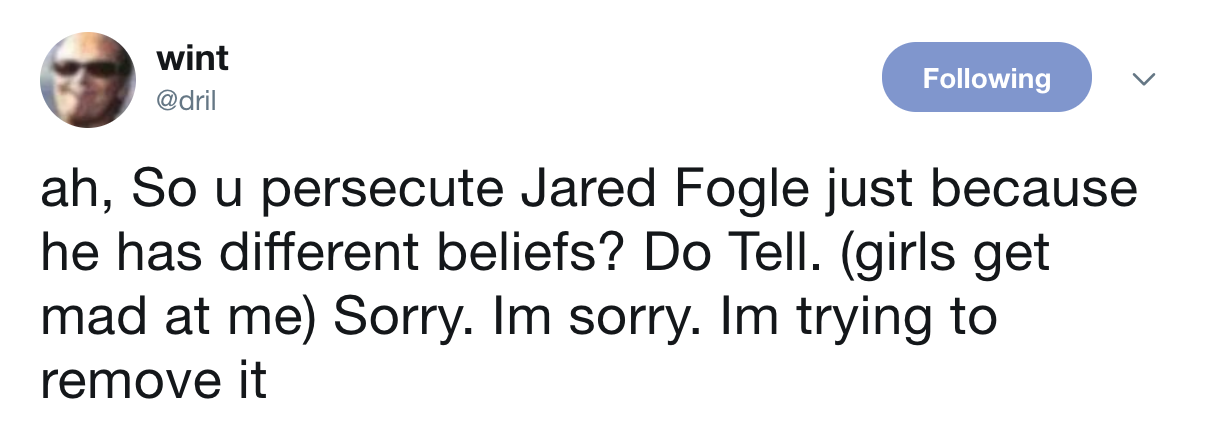 wint
@dril
Following
ah, So u persecute Jared Fogle just because
he has different beliefs? Do Tell. (girls get
mad at me) Sorry. Im sorry. Im trying to
remove it